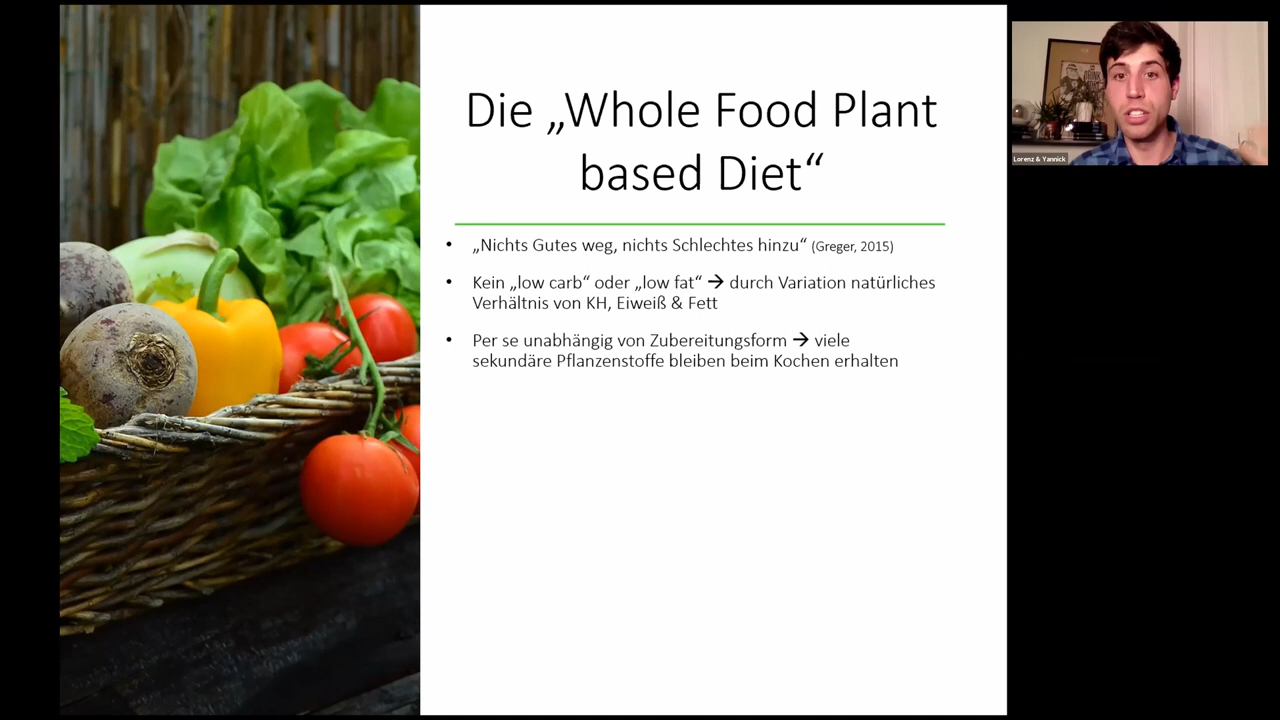 Die „Whole Food Plant
based Diet“
• „Nichts Gutes weg, nichts Schlechtes hinzu“ (Greger, 2015)
• Kein „low carb“ oder „low fat“ → durch Variation natürliches
Verhältnis von KH, Eiweiß & Fett
• Per se unabhängig von Zubereitungsform → viele
sekundäre Pflanzenstoffe bleiben beim Kochen erhalten
Lorenz & Yannick